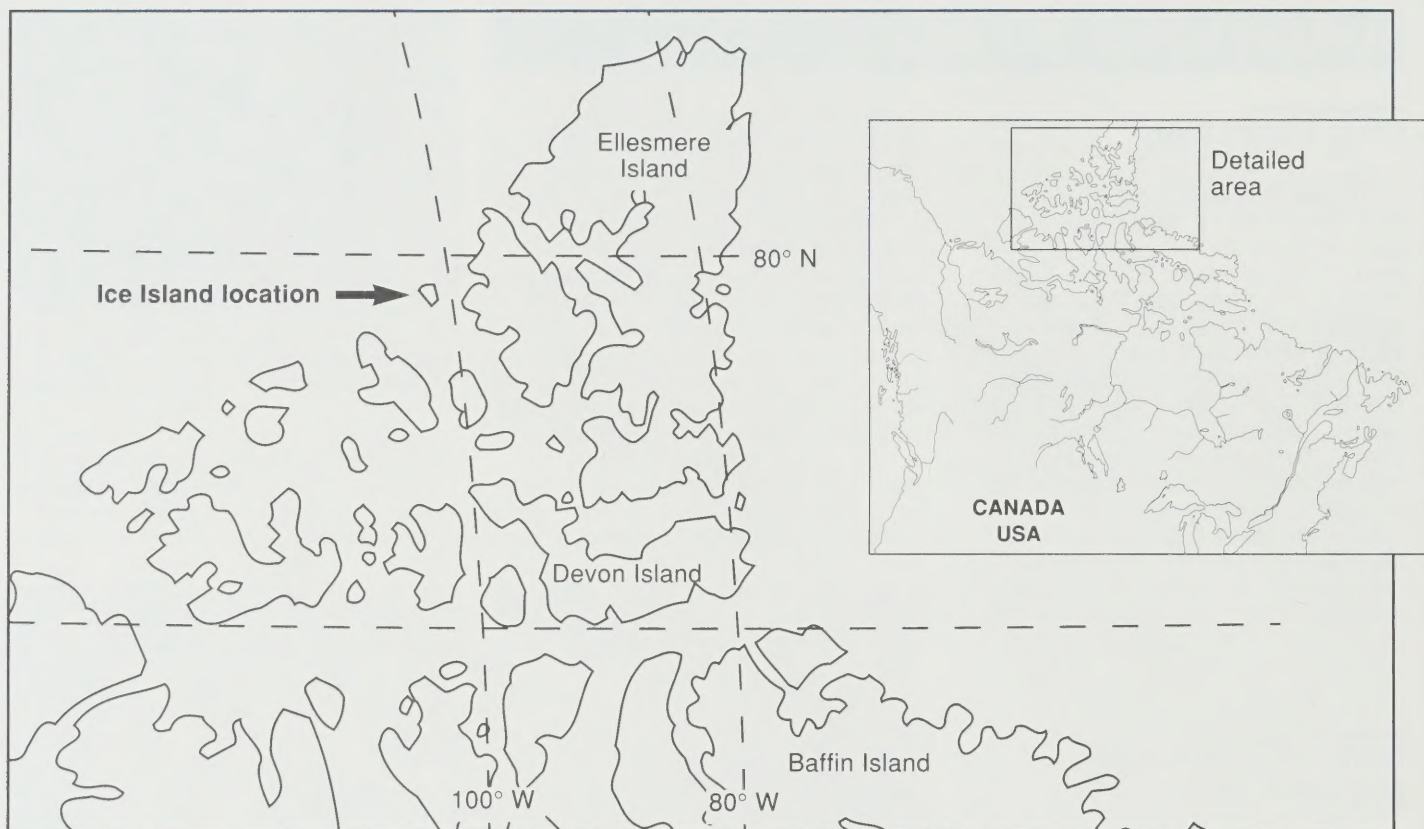 Ellesmere
Island
Detailed
area
80° N
Ice Island location
CANADA
USA
Devon Island
Baffin Island
100° W
80° W